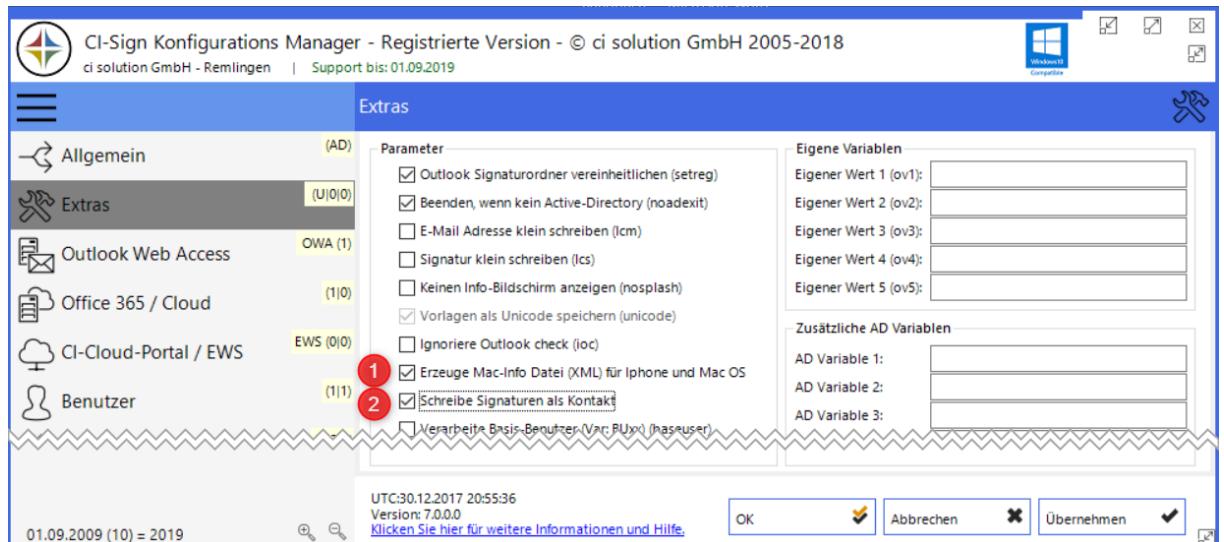 CI-Sign Konfigurations Manager - Registrierte Version - © ci solution GmbH 2005-2018
ci solution GmbH - Remlingen | Support bis: 01.09.2019
Windows10
Compatible
Extras
Allgemein (AD)
Extras (U|0|0)
Outlook Web Access OWA (1)
Office 365 / Cloud (1|0)
CI-Cloud-Portal / EWS EWS (0|0)
Benutzer (1|1)
Parameter
Outlook Signaturordner vereinheitlichen (setreg)
Beenden, wenn kein Active-Directory (noadexit)
E-Mail Adresse klein schreiben (lcm)
Signatur klein schreiben (lcs)
Keinen Info-Bildschirm anzeigen (nosplash)
Vorlagen als Unicode speichern (unicode)
Ignoriere Outlook check (ioc)
1 Erzeuge Mac-Info Datei (XML) für Iphone und Mac OS
2 Schreibe Signaturen als Kontakt
Verarbeite Basis-Benutzer (Var: BUxx) (baseuser)
Eigene Variablen
Eigener Wert 1 (ov1):
Eigener Wert 2 (ov2):
Eigener Wert 3 (ov3):
Eigener Wert 4 (ov4):
Eigener Wert 5 (ov5):
Zusätzliche AD Variablen
AD Variable 1:
AD Variable 2:
AD Variable 3:
01.09.2009 (10) = 2019
UTC:30.12.2017 20:55:36
Version: 7.0.0.0
Klicken Sie hier für weitere Informationen und Hilfe.
OK
Abbrechen
Übernehmen